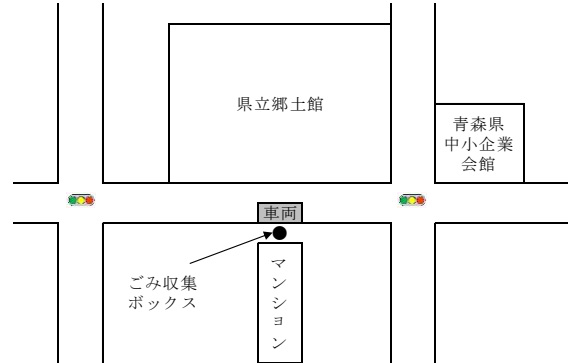 県立郷土館
青森県
中小企業
会館
車両
ごみ収集
ボックス
マンション